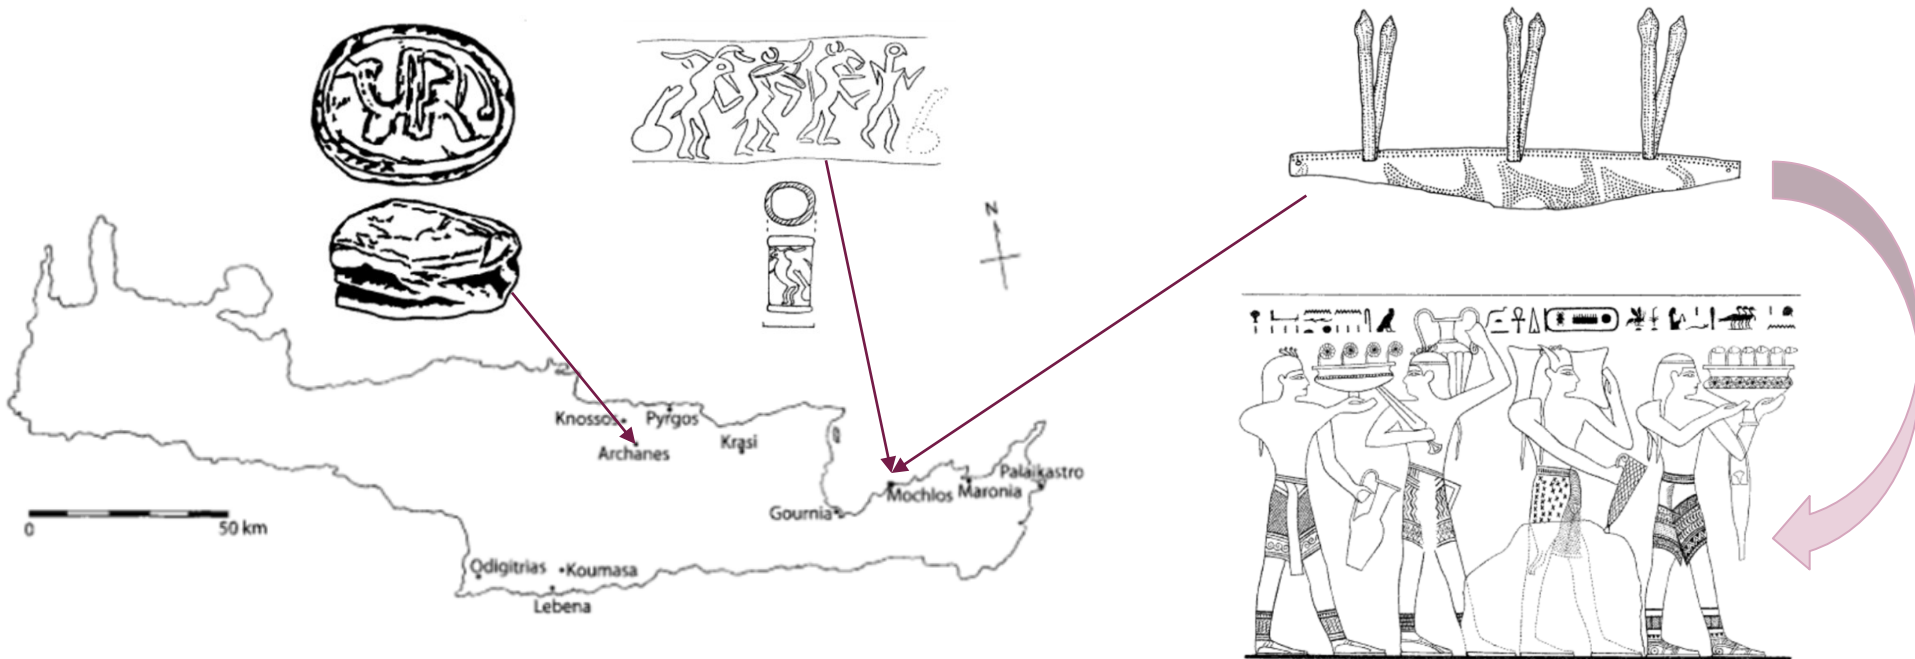 N
Knossos Pyrgos
Krasi
Archanes
Palaikastro
Mochlos Maronia
Gournia
0 50 km
Odigitrias Koumasa
Lebena